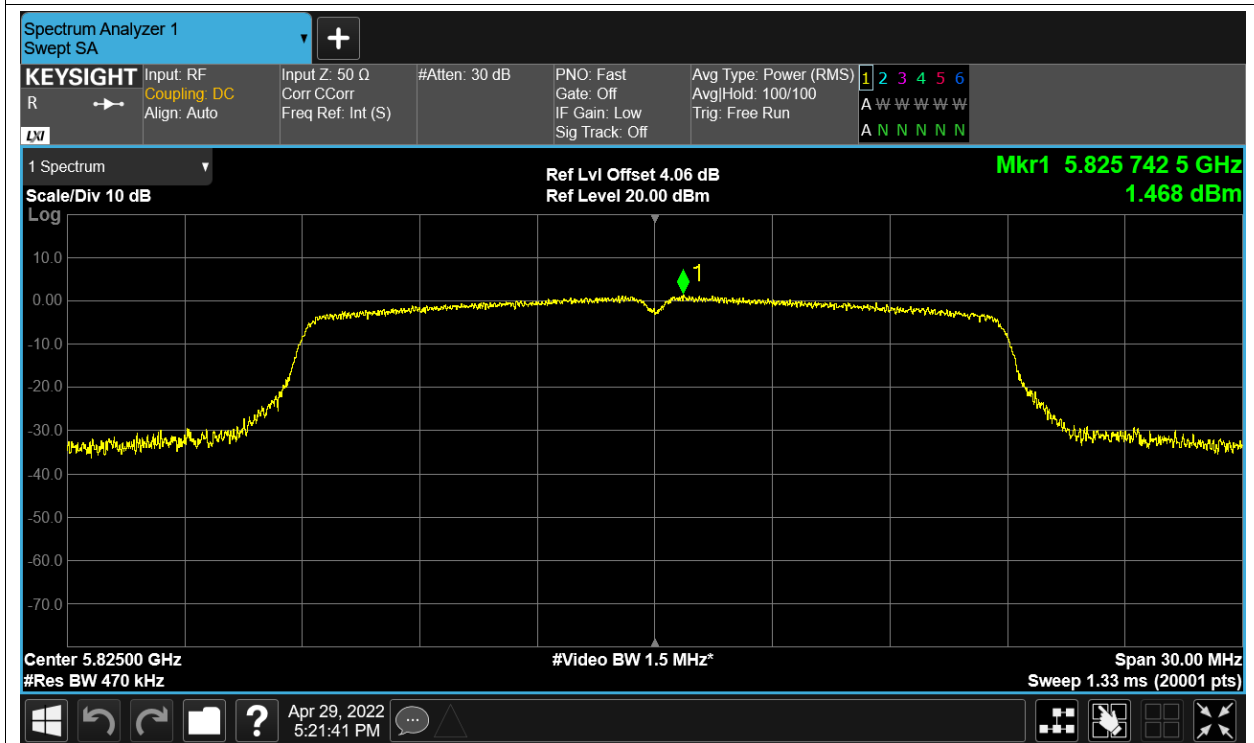 Spectrum Analyzer 1
Swept SA
KEYSIGHT
R
LXI
Input: RF
Coupling: DC
Align: Auto
Input Z: 50 Ω
Corr CCorr
Freq Ref: Int (S)
#Atten: 30 dB
PNO: Fast
Gate: Off
IF Gain: Low
Sig Track: Off
Avg Type: Power (RMS)
Avg|Hold: 100/100
Trig: Free Run
1 2 3 4 5 6
A W W W W W
A N N N N N
1 Spectrum
Scale/Div 10 dB
Ref Lvl Offset 4.06 dB
Ref Level 20.00 dBm
Mkr1 5.825 742 5 GHz
1.468 dBm
Log
10.0
0.00
-10.0
-20.0
-30.0
-40.0
-50.0
-60.0
-70.0
1
Center 5.82500 GHz
#Res BW 470 kHz
#Video BW 1.5 MHz*
Span 30.00 MHz
Sweep 1.33 ms (20001 pts)
?
Apr 29, 2022
5:21:41 PM